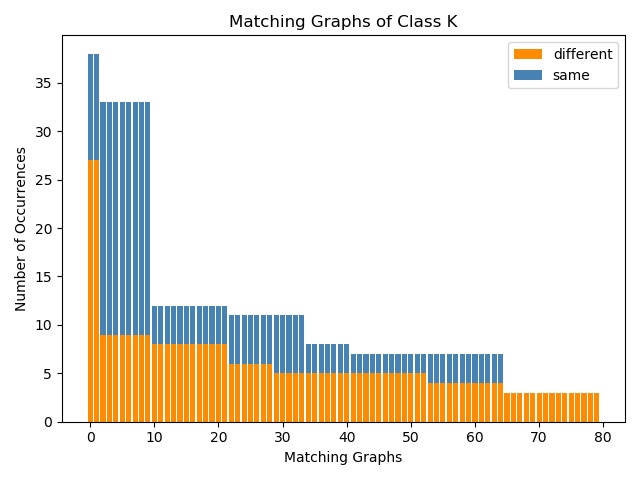 Matching Graphs of Class K
different
same
Number of Occurrences
35
30
25
20
15
10
5
0
0 10 20 30 40 50 60 70 80
Matching Graphs